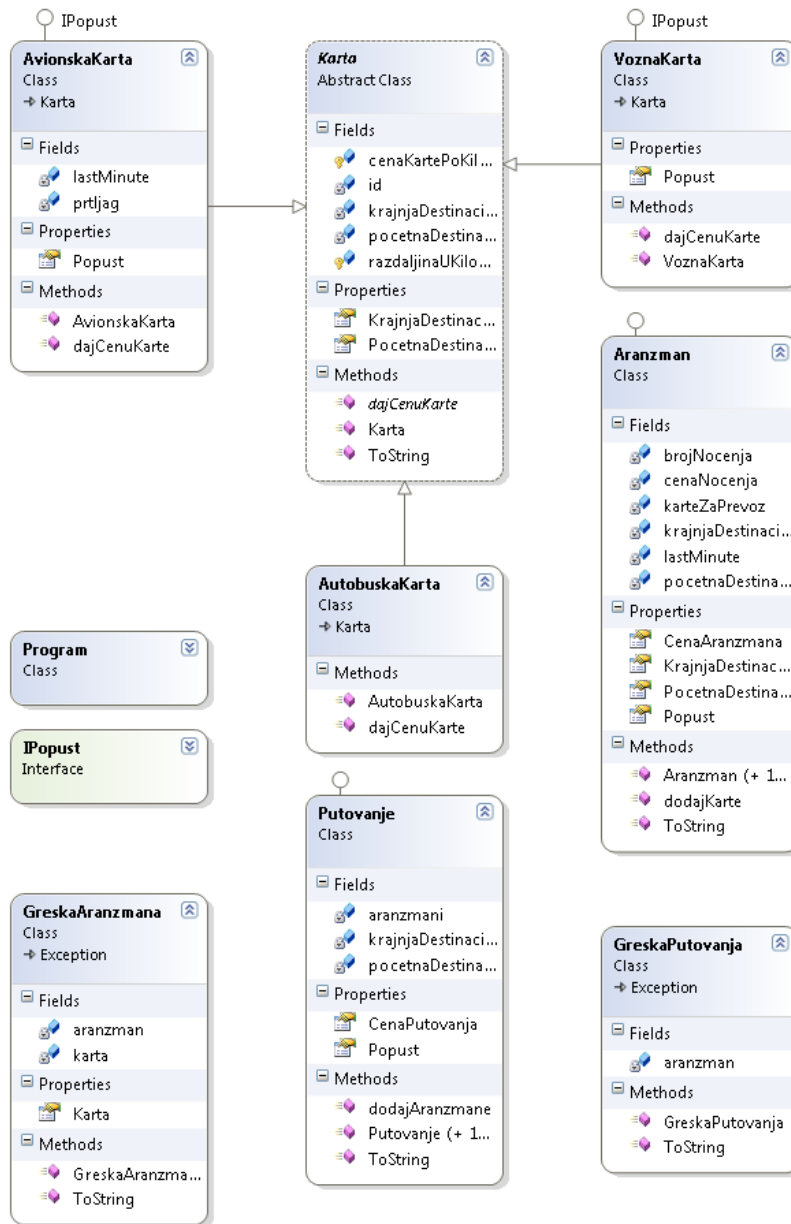 IPopust
AvionskaKarta
Class
Karta
Fields
lastMinute
prtljag
Properties
Popust
Methods
AvionskaKarta
dajCenuKarte
Karta
Abstract Class
Fields
cenaKartePoKil ...
id
krajnjaDestinaci...
pocetnaDestina...
razdaljinaUKilo...
Properties
KrajnjaDestinac...
PocetnaDestina...
Methods
dajCenuKarte
Karta
ToString
IPopust
VoznaKarta
Class
Karta
Properties
Popust
Methods
dajCenuKarte
VoznaKarta
Aranzman
Class
Fields
brojNocenja
cenaNocenja
karteZaPrevoz
krajnjaDestinaci...
lastMinute
pocetnaDestina...
Properties
CenaAranzmana
KrajnjaDestinac...
PocetnaDestina...
Popust
Methods
Aranzman (+ 1...
dodajKarte
ToString
AutobuskaKarta
Class
Karta
Methods
AutobuskaKarta
dajCenuKarte
Program
Class
IPopust
Interface
Putovanje
Class
Fields
aranzmani
krajnjaDestinaci...
pocetnaDestina...
Properties
CenaPutovanja
Popust
Methods
dodajAranzmane
Putovanje (+ 1...
ToString
GreskaAranzmana
Class
Exception
Fields
aranzman
karta
Properties
Karta
Methods
GreskaAranzma...
ToString
GreskaPutovanja
Class
Exception
Fields
aranzman
Methods
GreskaPutovanja
ToString